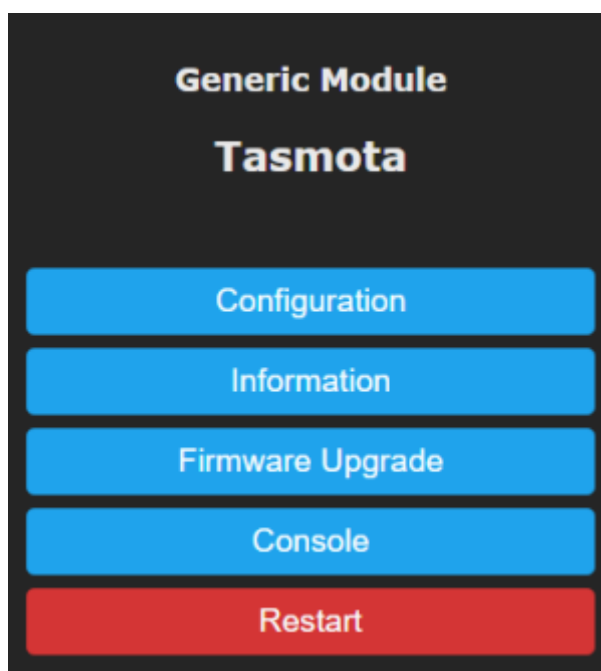 Generic Module
Tasmota
Configuration
Information
Firmware Upgrade
Console
Restart